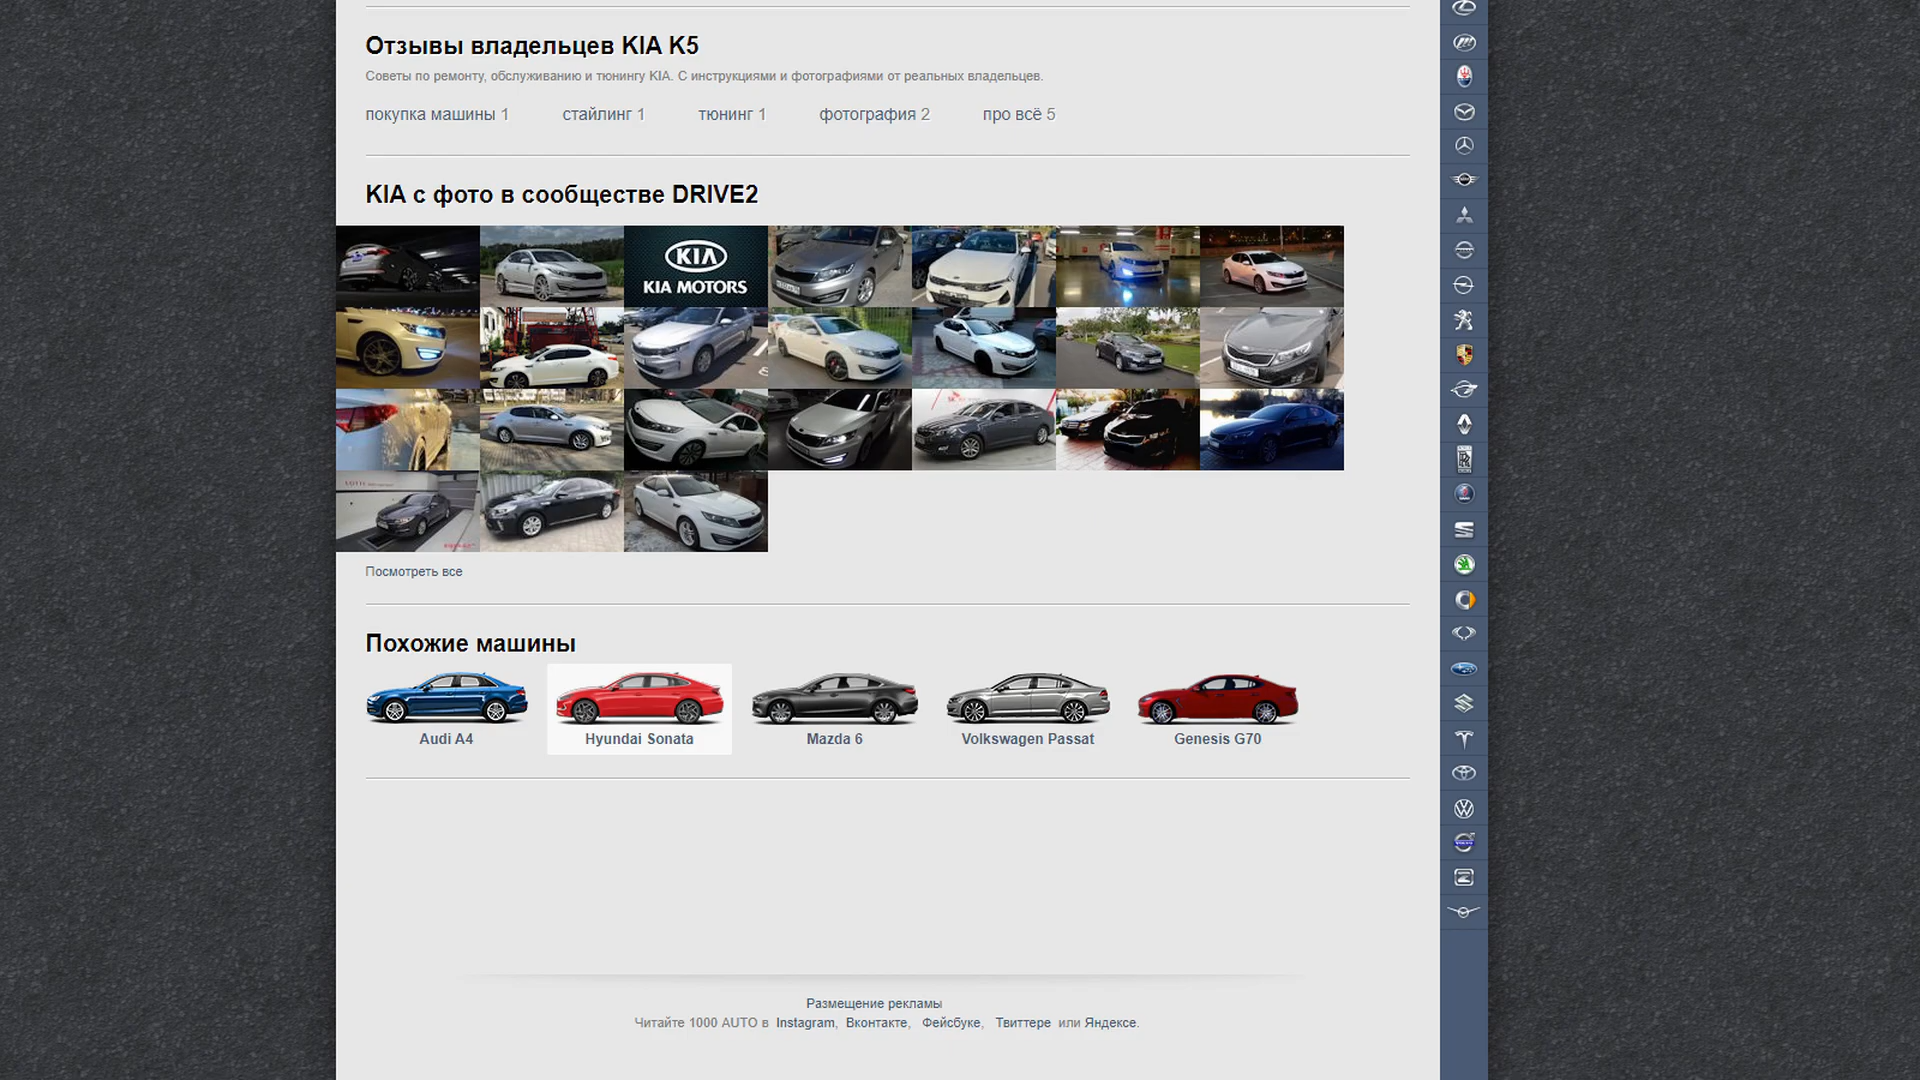 Отзывы владельцев KIA K5
Советы по ремонту, обслуживанию и тюнингу KIA. С инструкциями и фотографиями от реальных владельцев.
покупка машины 1 стайлинг 1 тюнинг 1 фотография 2 про всё 5
KIA с фото в сообществе DRIVE2
KIA
KIA MOTORS
Посмотреть все
Похожие машины
Audi A4 Hyundai Sonata Mazda 6 Volkswagen Passat Genesis G70
Размещение рекламы
Читайте 1000 AUTO в Instagram, Вконтакте, Фейсбуке, Твиттере или Яндексе.